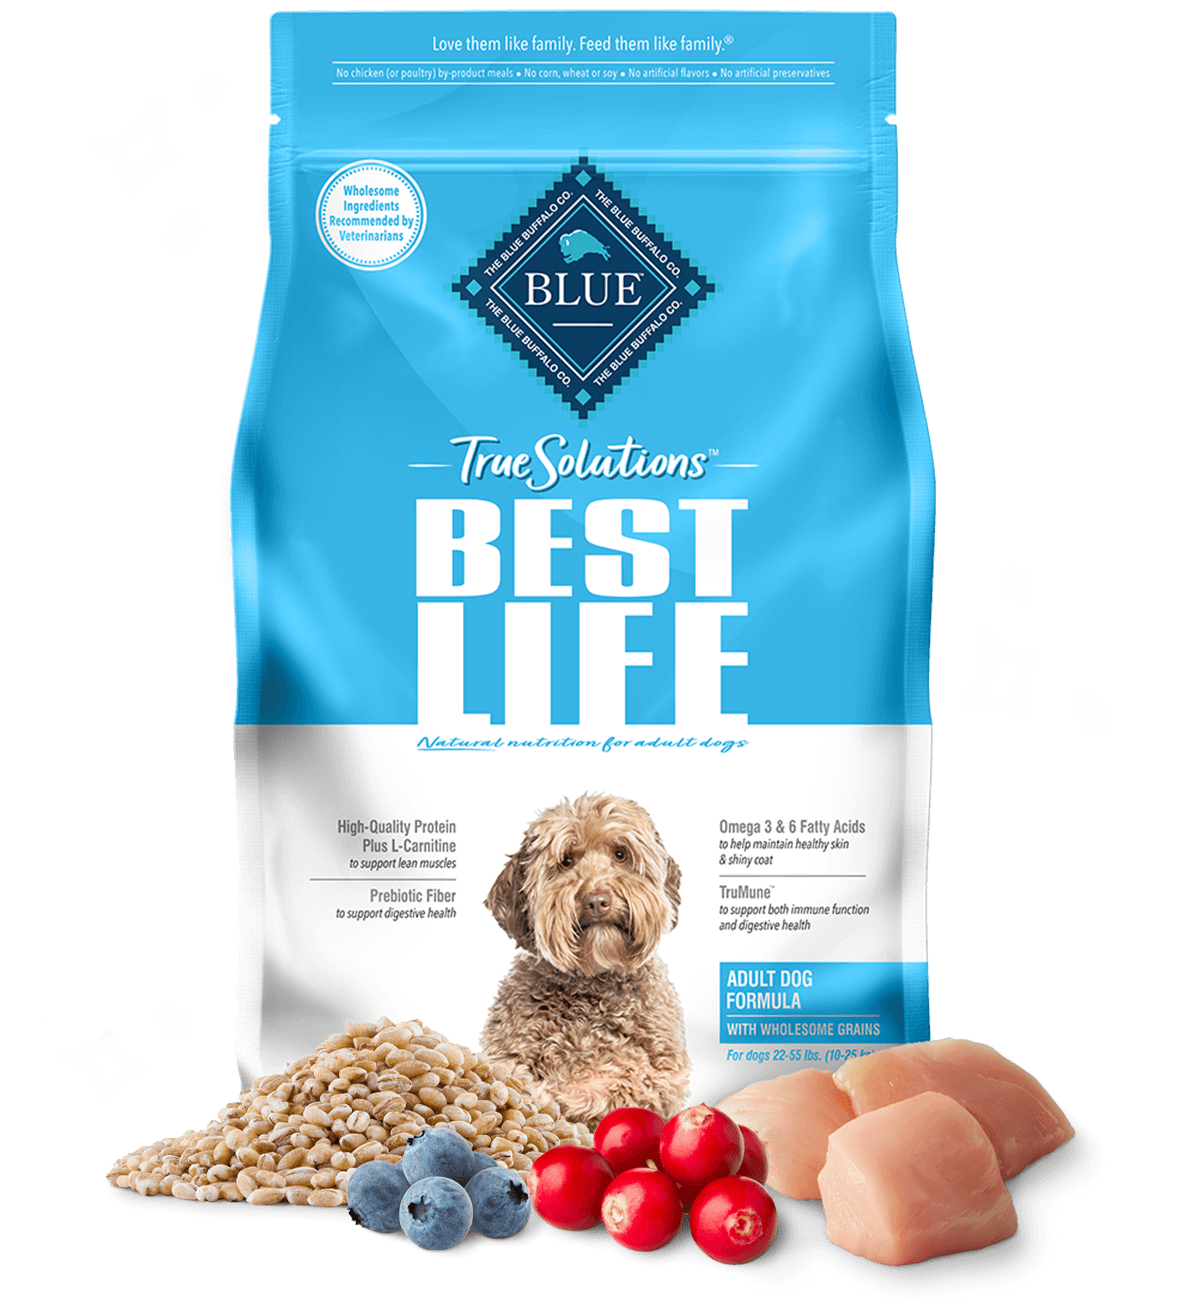 Love them like family. Feed them like family.®
No chicken (or poultry) by-product meals • No corn, wheat or soy • No artificial flavors • No artificial preservatives
Wholesome
Ingredients
Recommended by
Veterinarians
THE BLUE BUFFALO CO.
THE BLUE BUFFALO CO.
BLUE™
THE BLUE BUFFALO CO.
THE BLUE BUFFALO CO.
True Solutions™
BEST
LIFE
Natural nutrition for adult dogs
High-Quality Protein
Plus L-Carnitine
to support lean muscles
Prebiotic Fiber
to support digestive health
Omega 3 & 6 Fatty Acids
to help maintain healthy skin
& shiny coat
TruMune™
to support both immune function
and digestive health
ADULT DOG
FORMULA
WITH WHOLESOME GRAINS
For dogs 22-55 lbs. (10-25 kg)